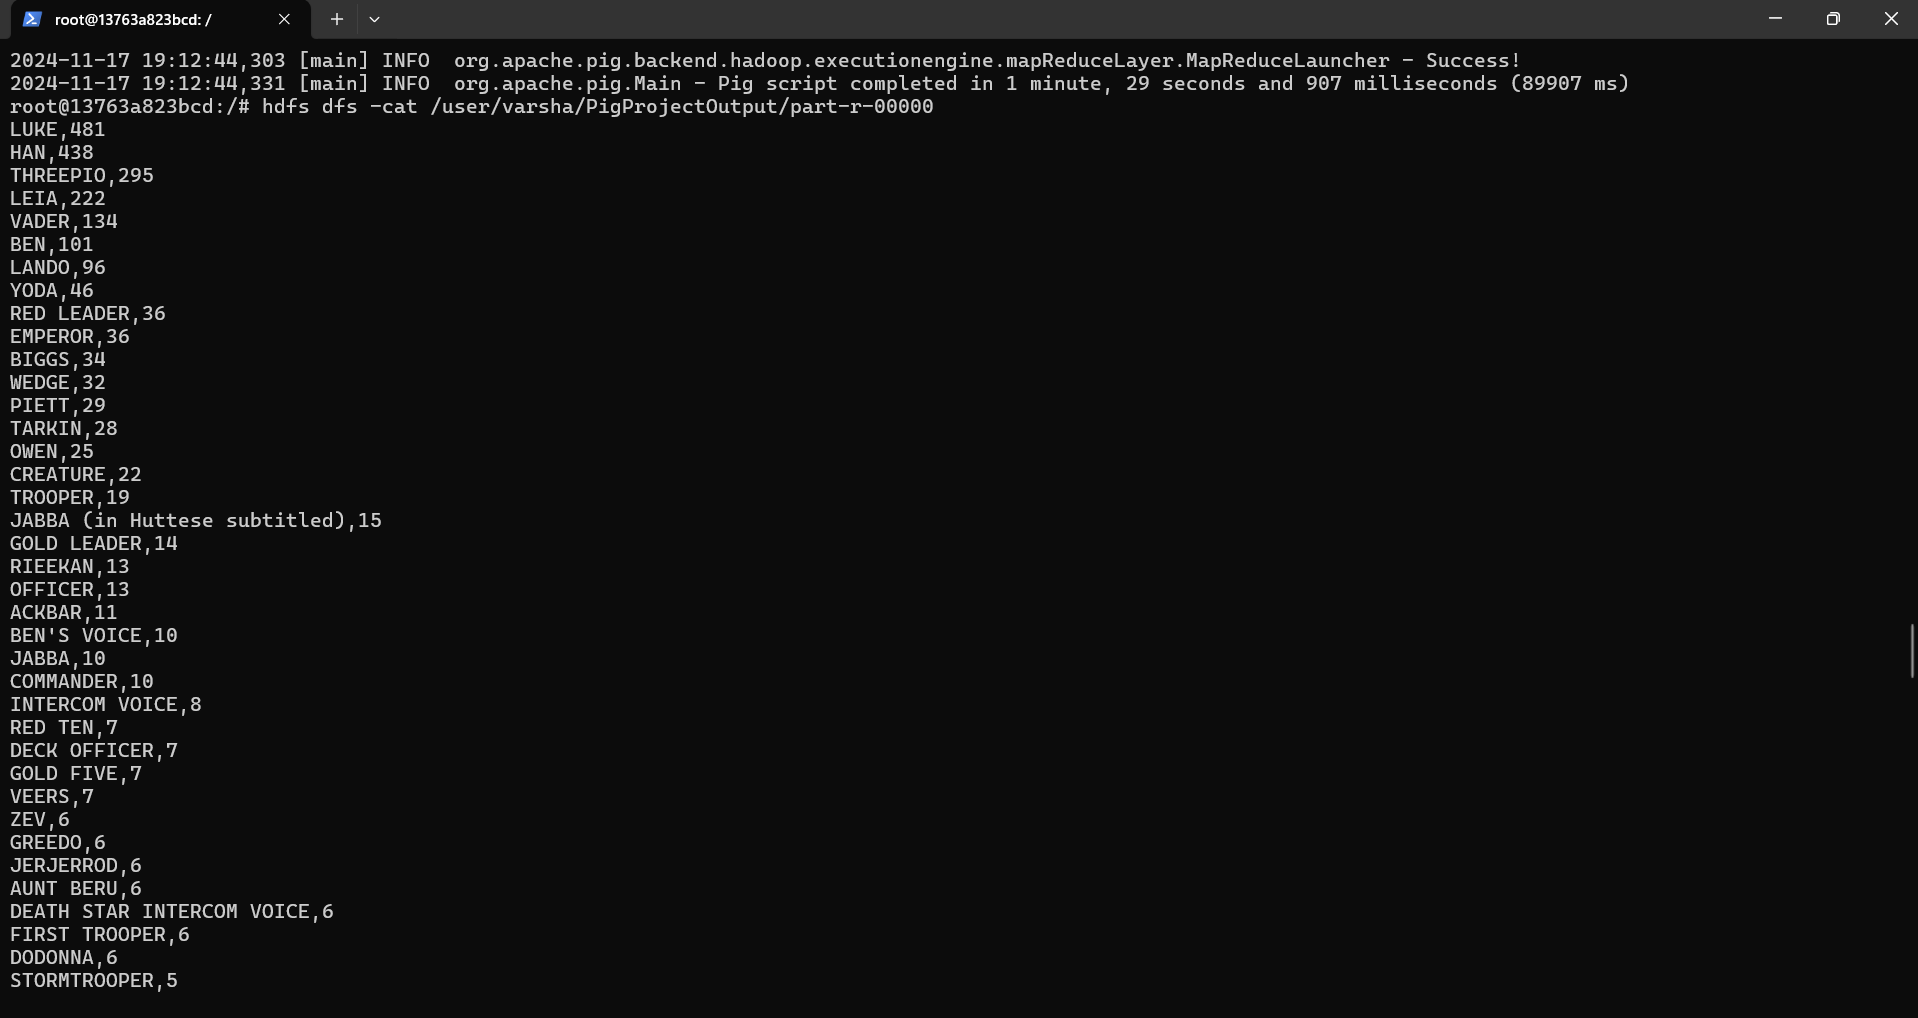 root@13763a823bcd: /
2024-11-17 19:12:44,303 [main] INFO  org.apache.pig.backend.hadoop.executionengine.mapReduceLayer.MapReduceLauncher - Success!
2024-11-17 19:12:44,331 [main] INFO  org.apache.pig.Main - Pig script completed in 1 minute, 29 seconds and 907 milliseconds (89907 ms)
root@13763a823bcd:/# hdfs dfs -cat /user/varsha/PigProjectOutput/part-r-00000
LUKE,481
HAN,438
THREEPIO,295
LEIA,222
VADER,134
BEN,101
LANDO,96
YODA,46
RED LEADER,36
EMPEROR,36
BIGGS,34
WEDGE,32
PIETT,29
TARKIN,28
OWEN,25
CREATURE,22
TROOPER,19
JABBA (in Huttese subtitled),15
GOLD LEADER,14
RIEEKAN,13
OFFICER,13
ACKBAR,11
BEN'S VOICE,10
JABBA,10
COMMANDER,10
INTERCOM VOICE,8
RED TEN,7
DECK OFFICER,7
GOLD FIVE,7
VEERS,7
ZEV,6
GREEDO,6
JERJERROD,6
AUNT BERU,6
DEATH STAR INTERCOM VOICE,6
FIRST TROOPER,6
DODONNA,6
STORMTROOPER,5